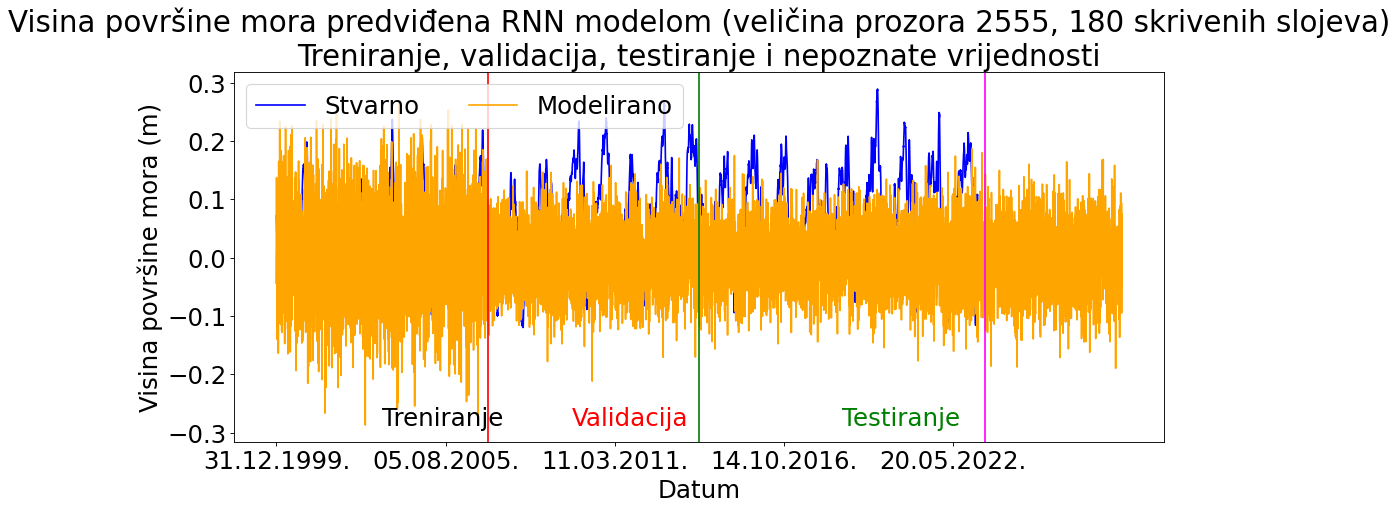 Visina površine mora predviđena RNN modelom (veličina prozora 2555, 180 skrivenih slojeva)
Treniranje, validacija, testiranje i nepoznate vrijednosti
Stvarno
Modelirano
Visina površine mora (m)
0.3
0.2
0.1
0.0
−0.1
−0.2
−0.3
Treniranje
Validacija
Testiranje
31.12.1999.
05.08.2005.
11.03.2011.
14.10.2016.
20.05.2022.
Datum